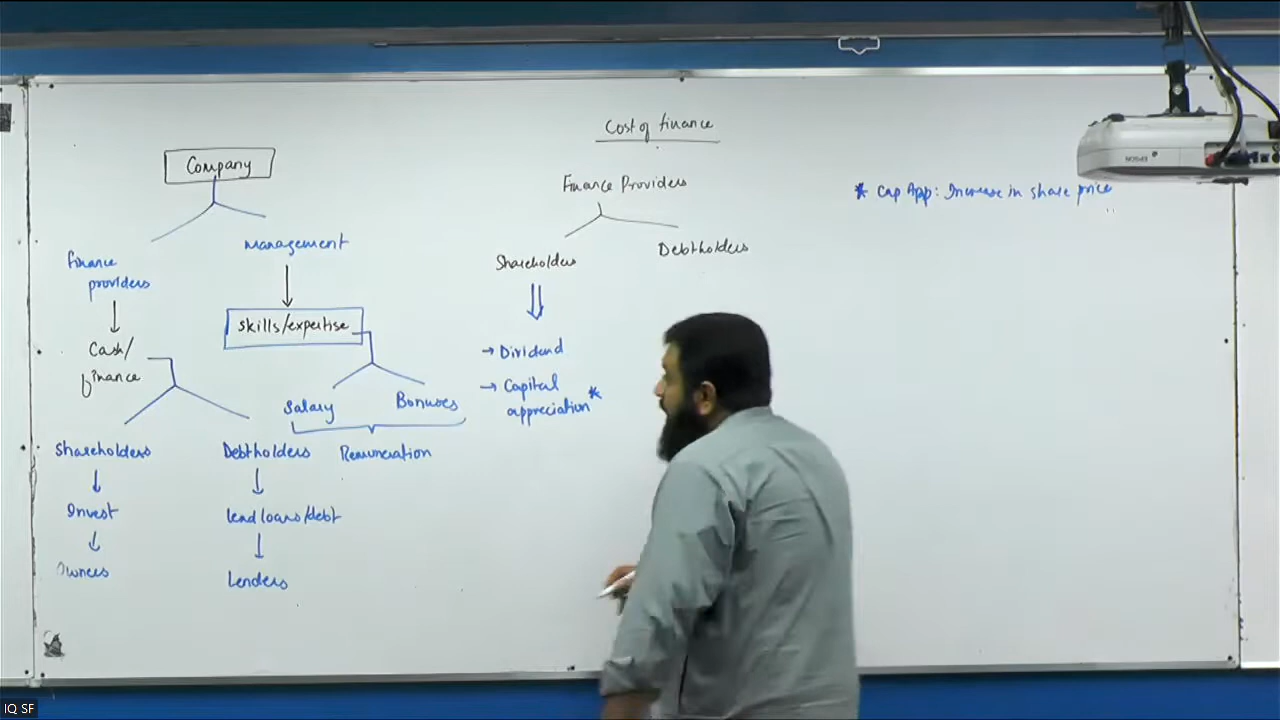 Cost of finance
Company
Finance Providers
* Cap App: Increase in share price
finance
providers
management
Shareholders
Debtholders
Skills/expertise
Cash/
finance
→ Dividend
→ Capital
appreciation *
Salary
Bonuses
Remuneration
Shareholders
Debtholders
Invest
lend loans/debt
Owners
Lenders
EPSON
IQ SF